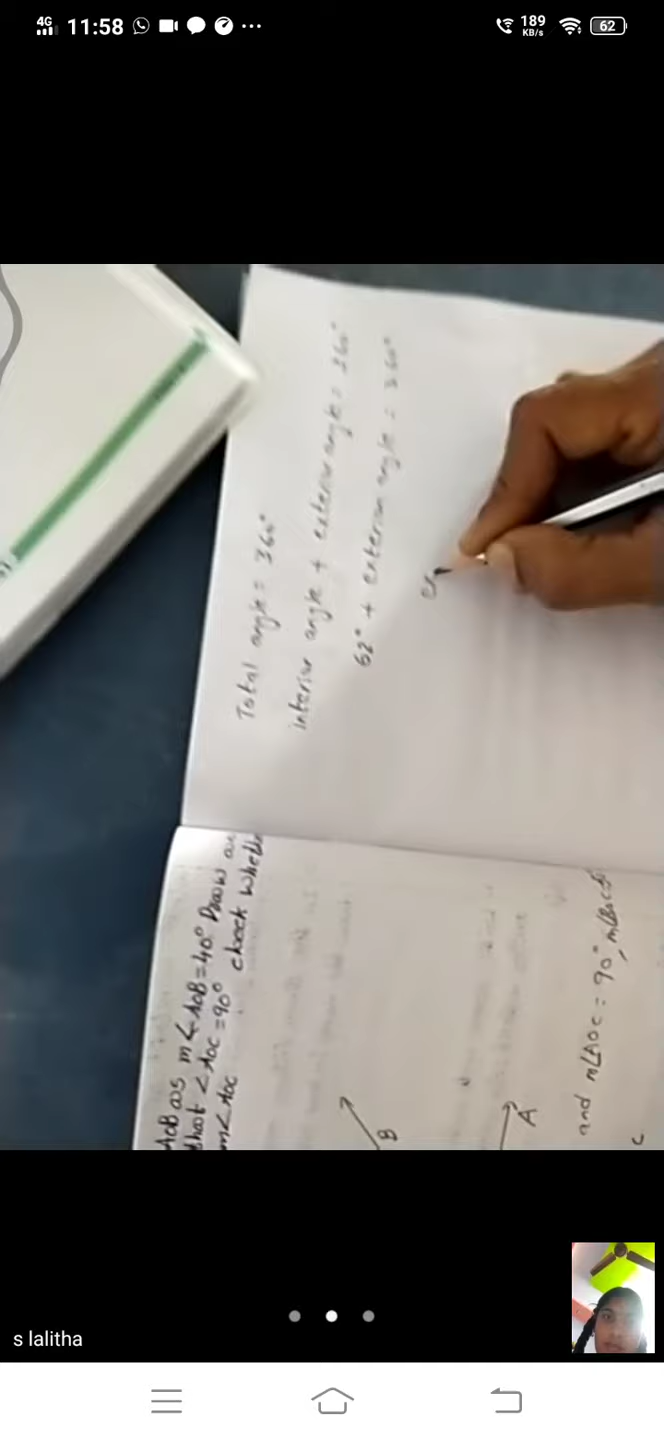 4G 11:58 189 KB/s 62
Total angle = 360°
interior angle + exterior angle = 360°
62° + exterior angle = 360°
AOB as m∠AOB = 40° Draw
that ∠AOC = 90° check whether
m∠AOC
B
A
and m∠AOC = 90°,
C
s lalitha